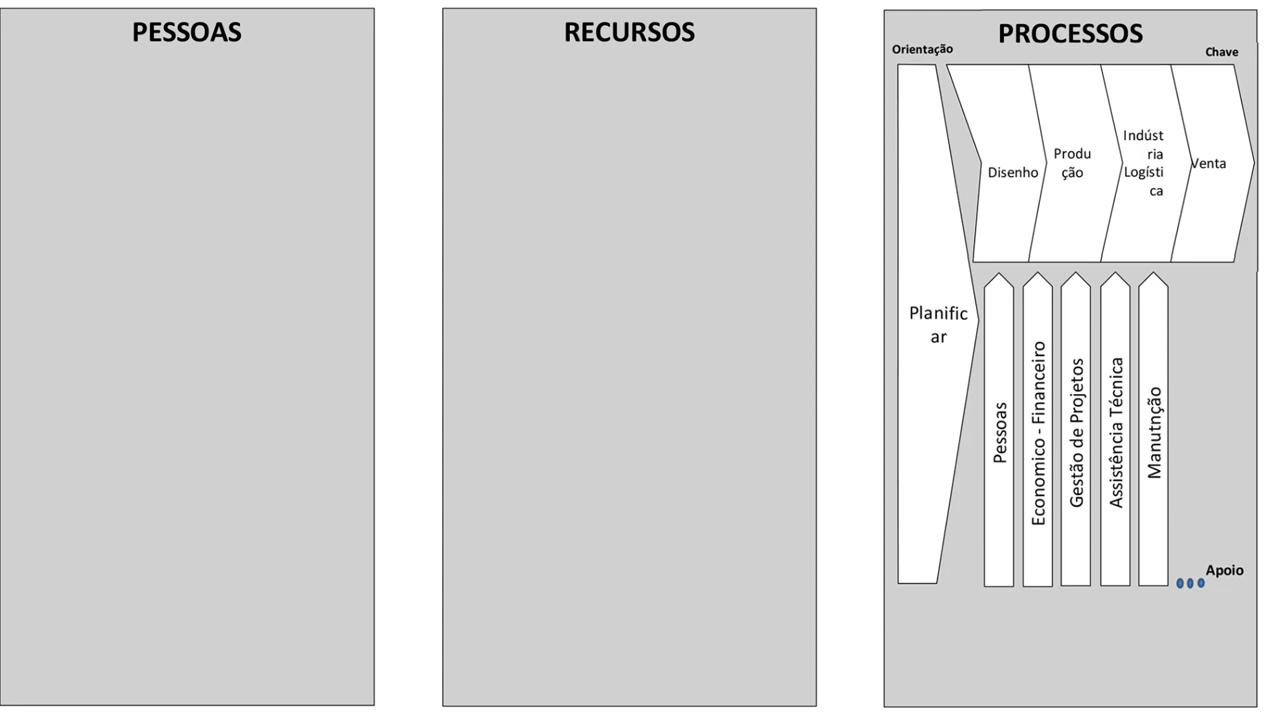 PESSOAS
RECURSOS
PROCESSOS
Orientação
Chave
Disenho
Produ
ção
Indúst
ria
Logísti
ca
Venta
Planific
ar
Pessoas
Economico - Financeiro
Gestão de Projetos
Assistência Técnica
Manutnção
Apoio